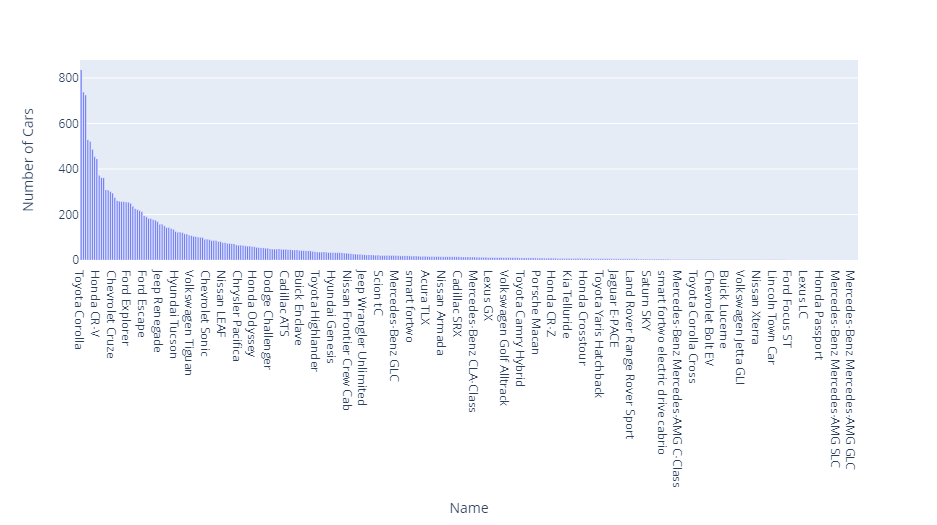 Number of Cars
800
600
400
200
0
Toyota Corolla
Honda CR-V
Chevrolet Cruze
Ford Explorer
Ford Escape
Jeep Renegade
Hyundai Tucson
Volkswagen Tiguan
Chevrolet Sonic
Nissan LEAF
Chrysler Pacifica
Honda Odyssey
Dodge Challenger
Cadillac ATS
Buick Enclave
Toyota Highlander
Hyundai Genesis
Nissan Frontier Crew Cab
Jeep Wrangler Unlimited
Scion tC
Mercedes-Benz GLC
smart fortwo
Acura TLX
Nissan Armada
Cadillac SRX
Mercedes-Benz CLA-Class
Lexus GX
Volkswagen Golf Alltrack
Toyota Camry Hybrid
Porsche Macan
Honda CR-Z
Kia Telluride
Honda Crosstour
Toyota Yaris Hatchback
Jaguar E-PACE
Land Rover Range Rover Sport
Saturn SKY
smart fortwo electric drive cabrio
Mercedes-Benz Mercedes-AMG C-Class
Toyota Corolla Cross
Chevrolet Bolt EV
Buick Lucerne
Volkswagen Jetta GLI
Nissan Xterra
Lincoln Town Car
Ford Focus ST
Lexus LC
Honda Passport
Mercedes-Benz Mercedes-AMG SLC
Mercedes-Benz Mercedes-AMG GLC
Name